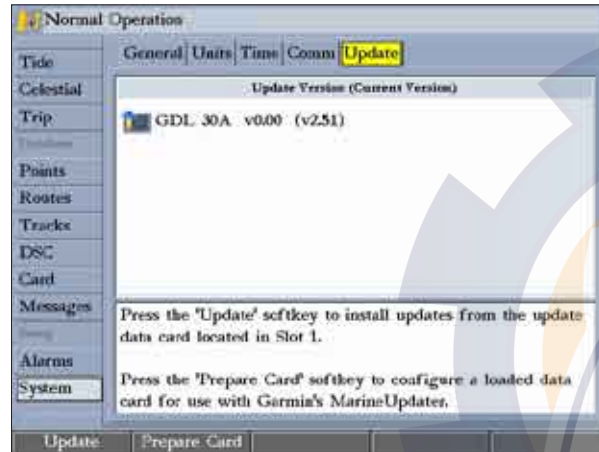 Normal Operation
General Units Time Comm Update
Tide
Celestial
Trip
Points
Routes
Tracks
DSC
Card
Messages
Alarms
System
Update Version (Current Version)
GDL 30A v0.00 (v2.51)
Press the 'Update' softkey to install updates from the update
data card located in Slot 1.
Press the 'Prepare Card' softkey to configure a loaded data
card for use with Garmin's MarineUpdater.
Update Prepare Card